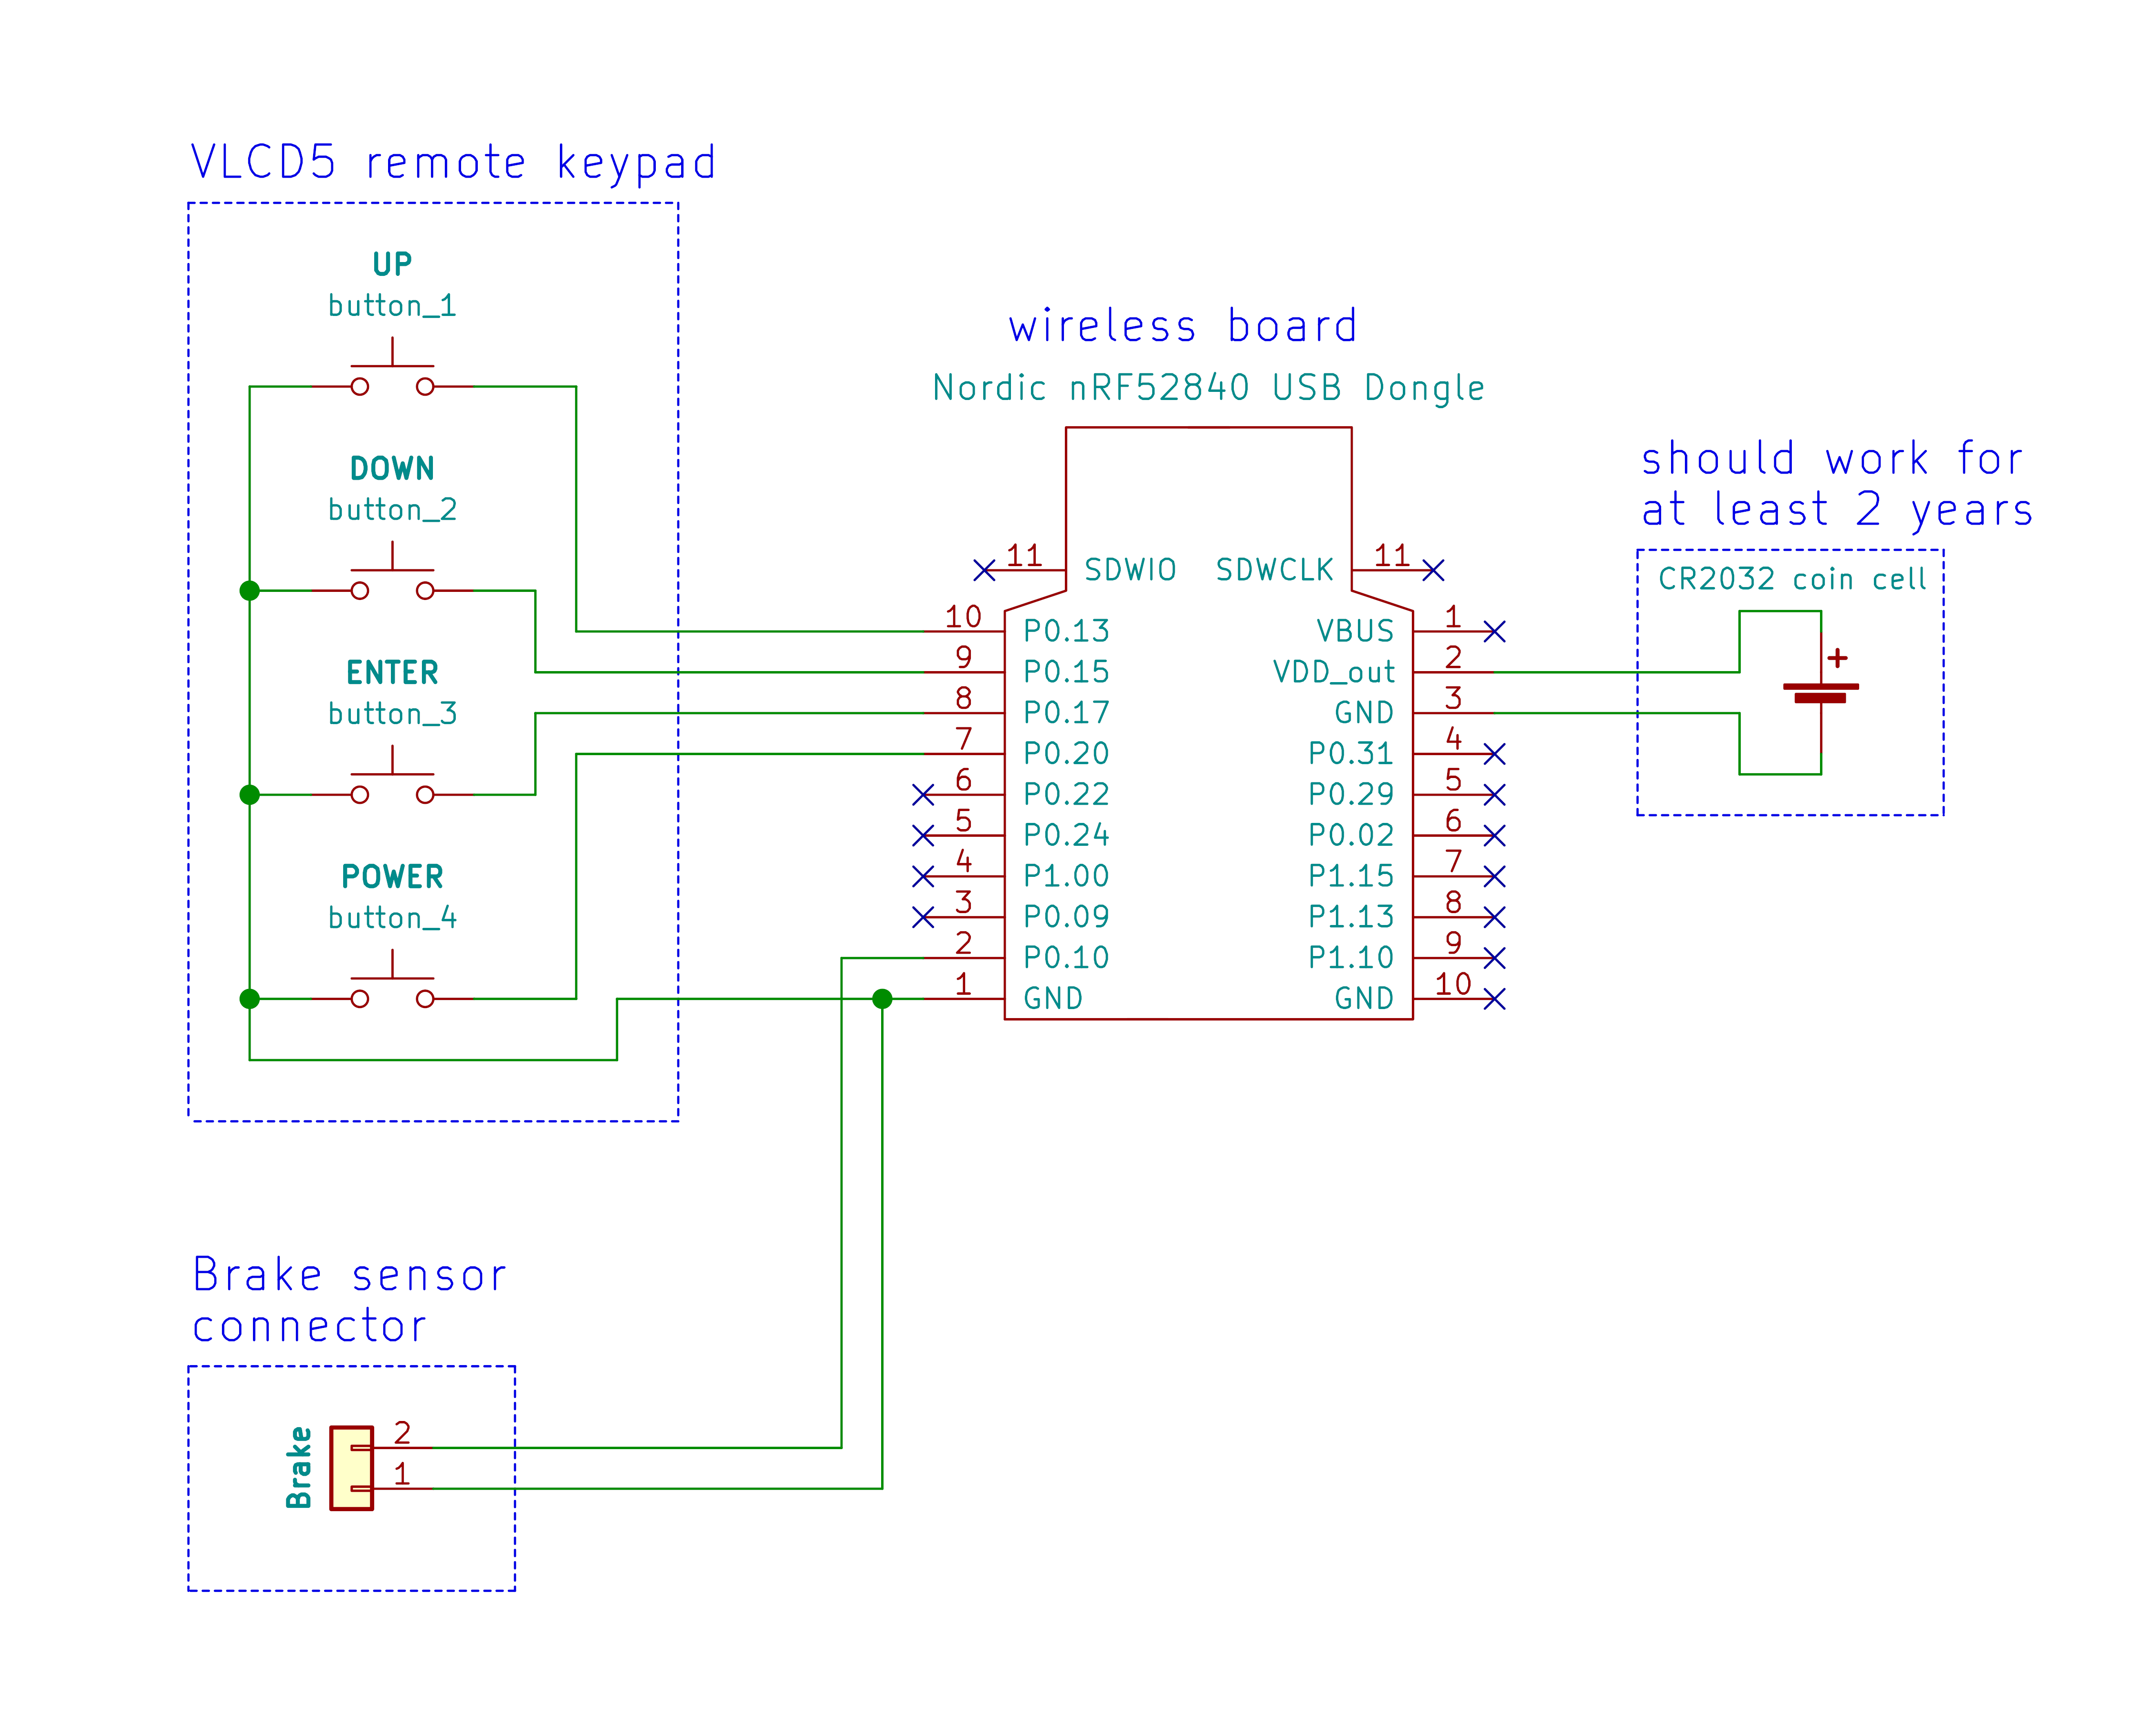 VLCD5 remote keypad
UP
button_1
DOWN
button_2
ENTER
button_3
POWER
button_4
wireless board
Nordic nRF52840 USB Dongle
11 SDWIO SDWCLK 11
10 P0.13 VBUS 1
9 P0.15 VDD_out 2
8 P0.17 GND 3
7 P0.20 P0.31 4
6 P0.22 P0.29 5
5 P0.24 P0.02 6
4 P1.00 P1.15 7
3 P0.09 P1.13 8
2 P0.10 P1.10 9
1 GND GND 10
should work for
at least 2 years
CR2032 coin cell
+
Brake sensor
connector
Brake
2
1